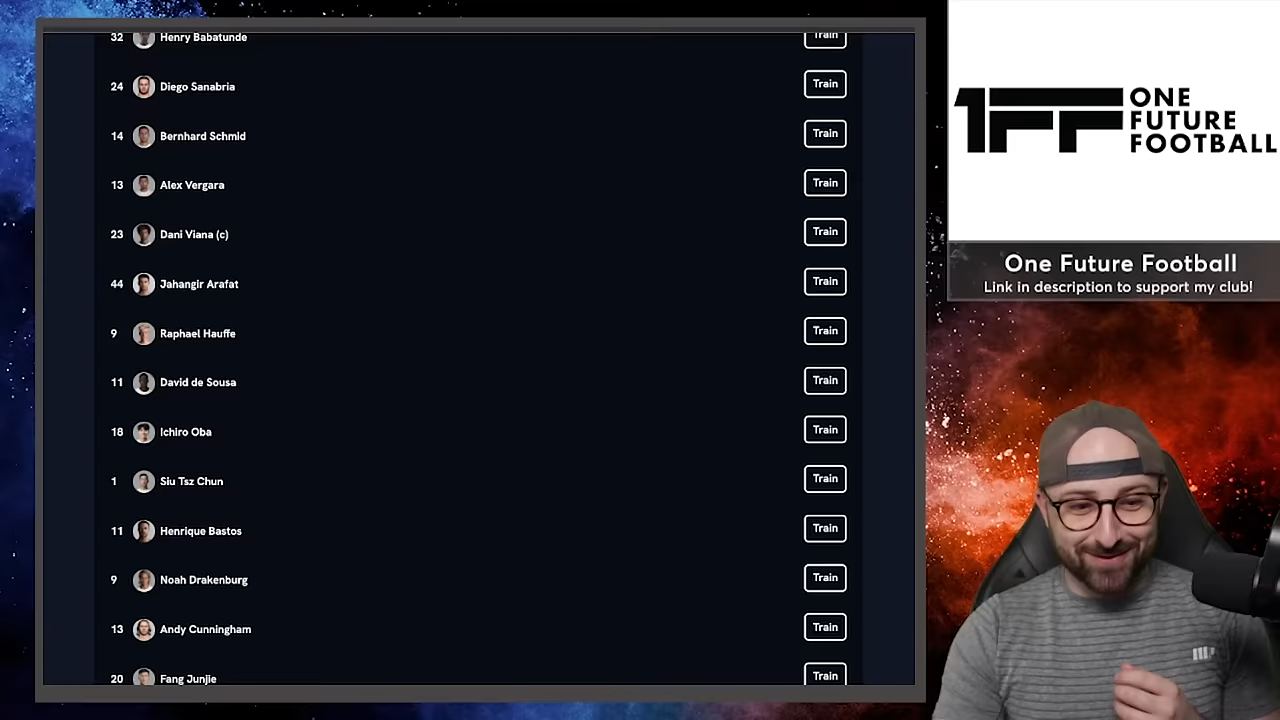 32 Henry Babatunde Train
24 Diego Sanabria Train
14 Bernhard Schmid Train
13 Alex Vergara Train
23 Dani Viana (c) Train
44 Jahangir Arafat Train
9 Raphael Hauffe Train
11 David de Sousa Train
18 Ichiro Oba Train
1 Siu Tsz Chun Train
11 Henrique Bastos Train
9 Noah Drakenburg Train
13 Andy Cunningham Train
20 Fang Junjie Train
1FF ONE
FUTURE
FOOTBALL
One Future Football
Link in description to support my club!